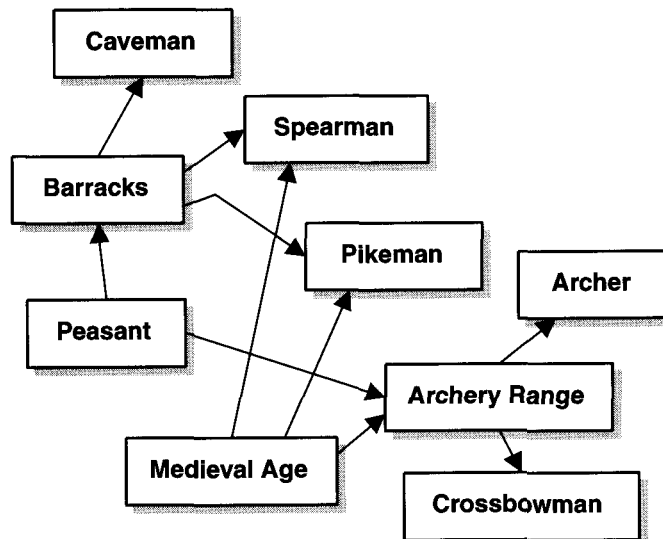 Caveman
Spearman
Barracks
Pikeman
Archer
Peasant
Archery Range
Medieval Age
Crossbowman